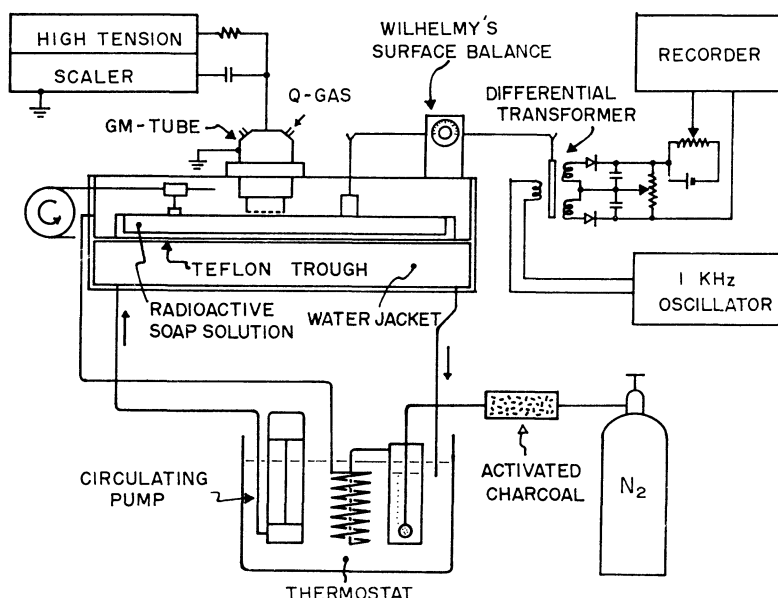 HIGH TENSION
SCALER
Q-GAS
GM-TUBE
WILHELMY'S
SURFACE BALANCE
DIFFERENTIAL
TRANSFORMER
RECORDER
TEFLON TROUGH
RADIOACTIVE
SOAP SOLUTION
WATER JACKET
1 KHz
OSCILLATOR
CIRCULATING
PUMP
ACTIVATED
CHARCOAL
N2
THERMOSTAT